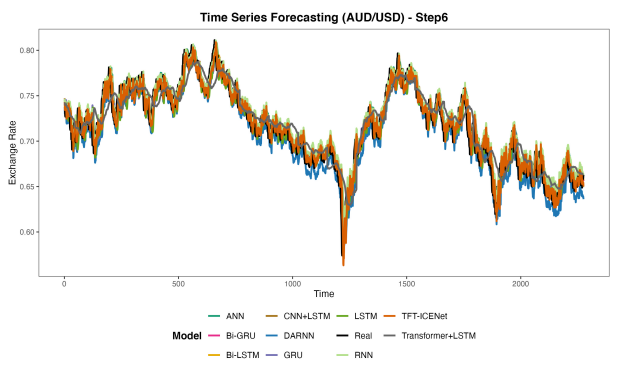 Time Series Forecasting (AUD/USD) - Step6
Exchange Rate
0.80
0.75
0.70
0.65
0.60
0 500 1000 1500 2000
Time
Model
ANN CNN+LSTM LSTM TFT-ICENet
Bi-GRU DARNN Real Transformer+LSTM
Bi-LSTM GRU RNN